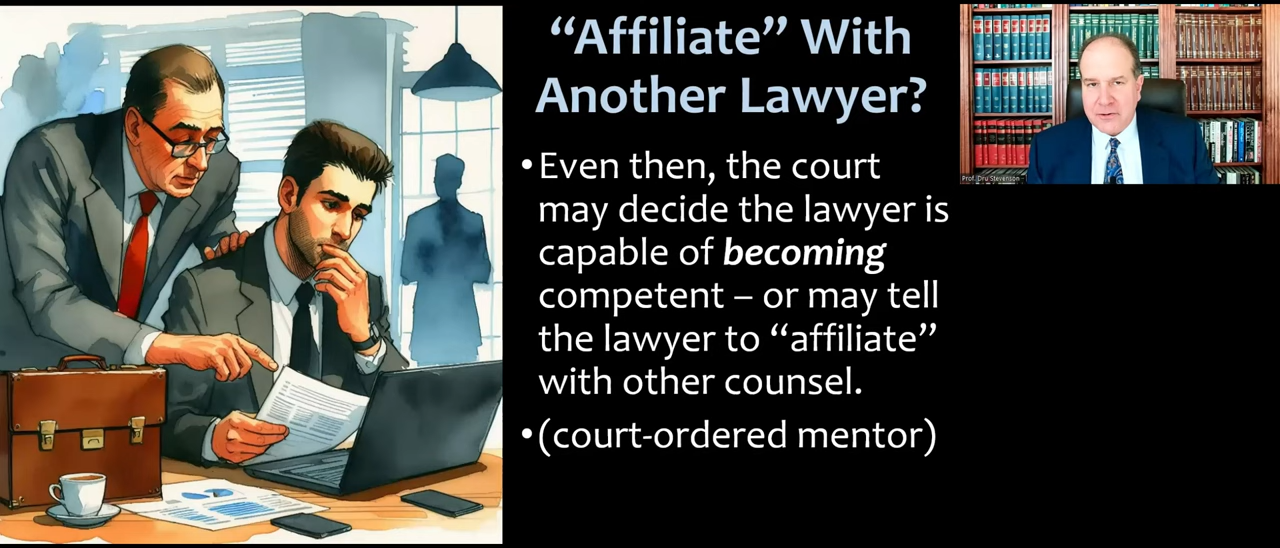 “Affiliate” With
Another Lawyer?
•Even then, the court
may decide the lawyer is
capable of becoming
competent – or may tell
the lawyer to “affiliate”
with other counsel.
•(court-ordered mentor)
Prof. Dru Stevenson -